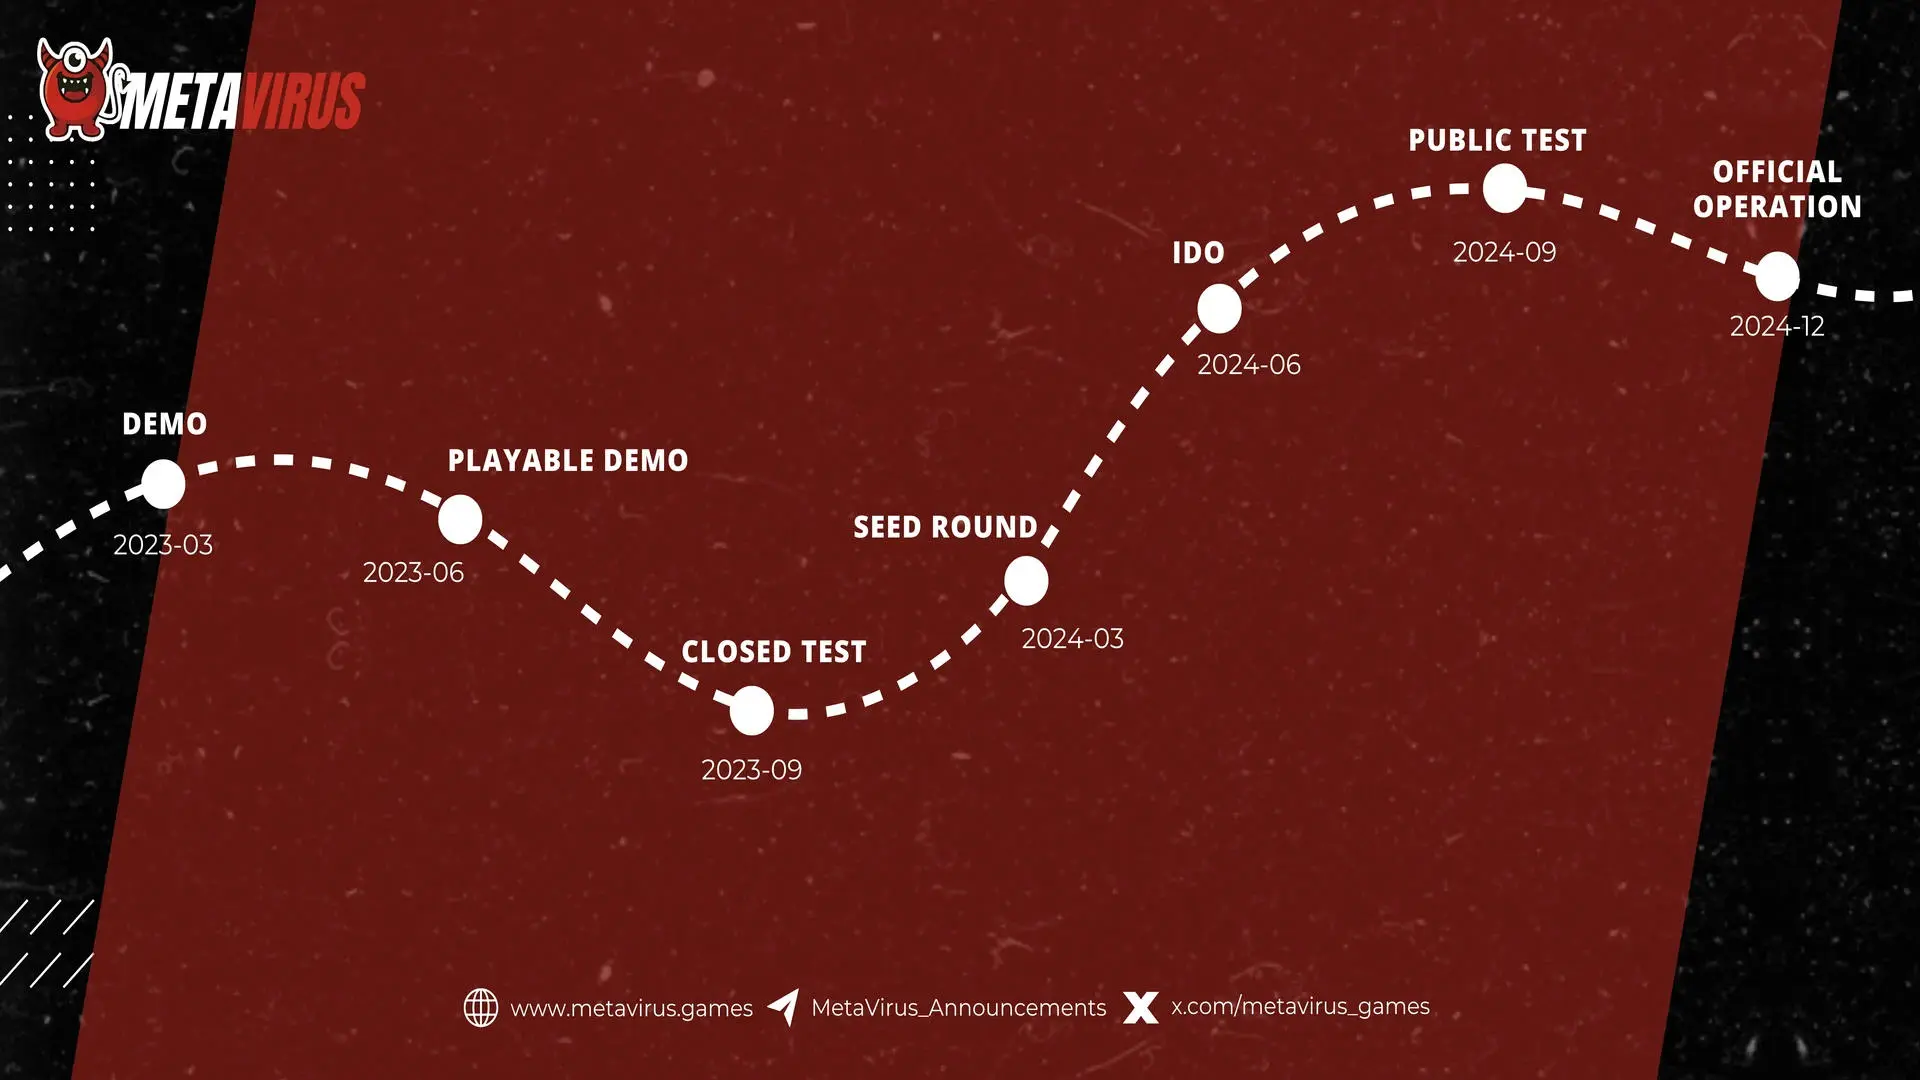 METAVIRUS
DEMO
2023-03
PLAYABLE DEMO
2023-06
CLOSED TEST
2023-09
SEED ROUND
2024-03
IDO
2024-06
PUBLIC TEST
2024-09
OFFICIAL
OPERATION
2024-12
www.metavirus.games MetaVirus_Announcements x.com/metavirus_games